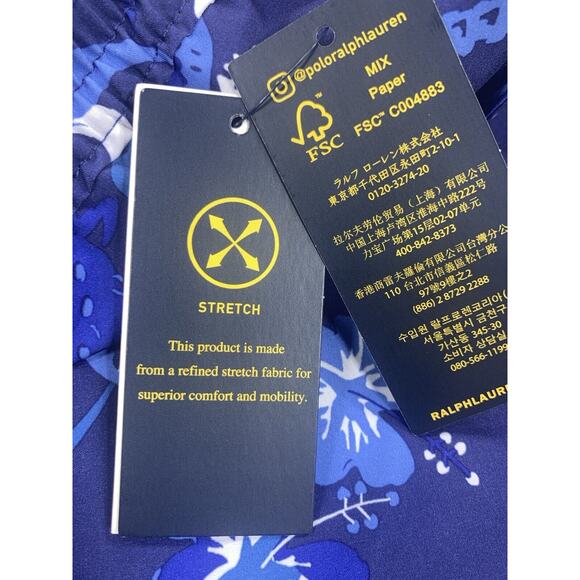 STRETCH
This product is made
from a refined stretch fabric for
superior comfort and mobility.
@poloralphlauren
FSC™
MIX
Paper
FSC™ C004883
ラルフ ローレン株式会社
東京都千代田区永田町2-10-1
0120-3274-20
拉尔夫劳伦贸易（上海）有限公司
中国上海卢湾区淮海中路222号
力宝广场第15层02-07单元
400-842-8373
香港商雷夫羅倫有限公司台灣分公
110 台北市信義區松仁路
97號9樓之2
(886) 2 8729 2288
수입원 랄프로렌코리아(
서울특별시 금천구
가산동 345-30
소비자 상담실
080-566-1199
RALPHLAUREN